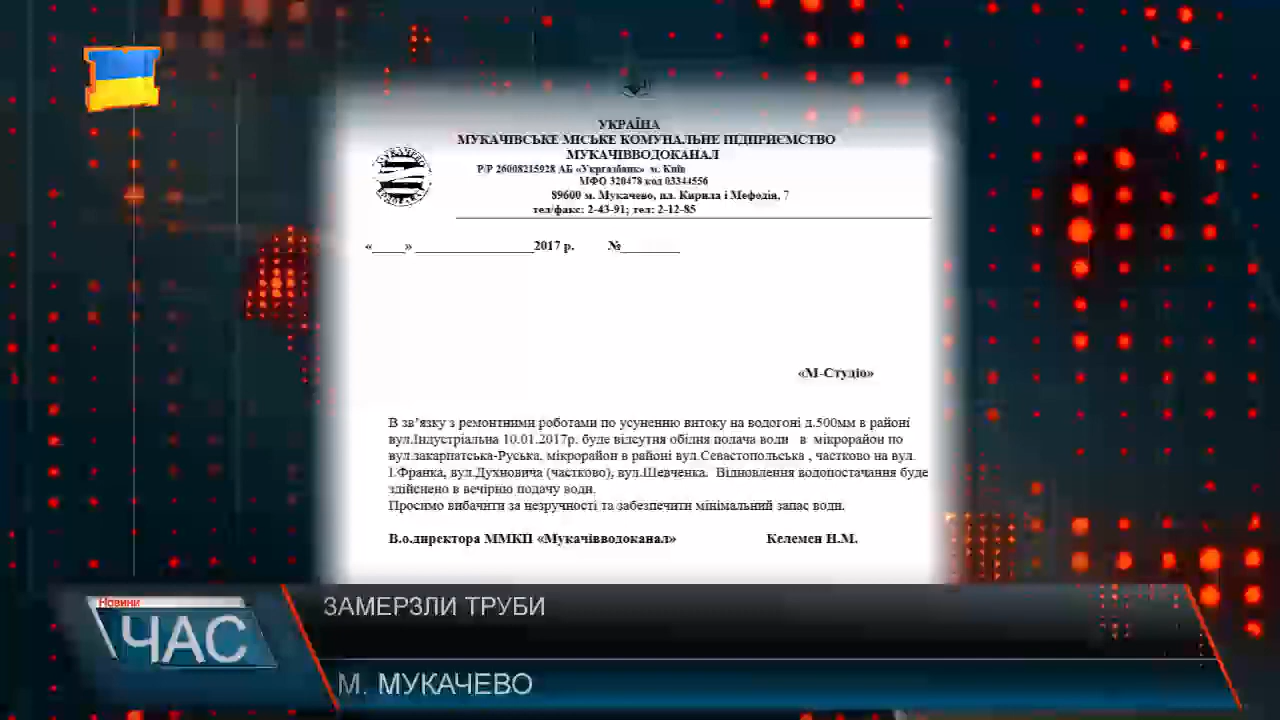 УКРАЇНА
МУКАЧІВСЬКЕ МІСЬКЕ КОМУНАЛЬНЕ ПІДПРИЄМСТВО
МУКАЧІВВОДОКАНАЛ
Р/Р 26008215928 АБ «Укргазбанк» м. Київ
МФО 320478 код 03344556
89600 м. Мукачево, пл. Кирила і Мефодія, 7
тел/факс: 2-43-91; тел: 2-12-85
«_____» __________________2017 р. №_________
«М-Студіо»
В зв’язку з ремонтними роботами по усуненню витоку на водогоні д.500мм в районі
вул.Індустріальна 10.01.2017р. буде відсутня обідня подача води в мікрорайон по
вул.закарпатська-Руська, мікрорайон в районі вул.Севастопольська , частково на вул.
І.Франка, вул.Духновича (частково), вул.Шевченка. Відновлення водопостачання буде
здійснено в вечірню подачу води.
Просимо вибачити за незручності та забезпечити мінімальний запас води.
В.о.директора ММКП «Мукачівводоканал» Келемен Н.М.
Новини
ЧАС
ЗАМЕРЗЛИ ТРУБИ
М. МУКАЧЕВО